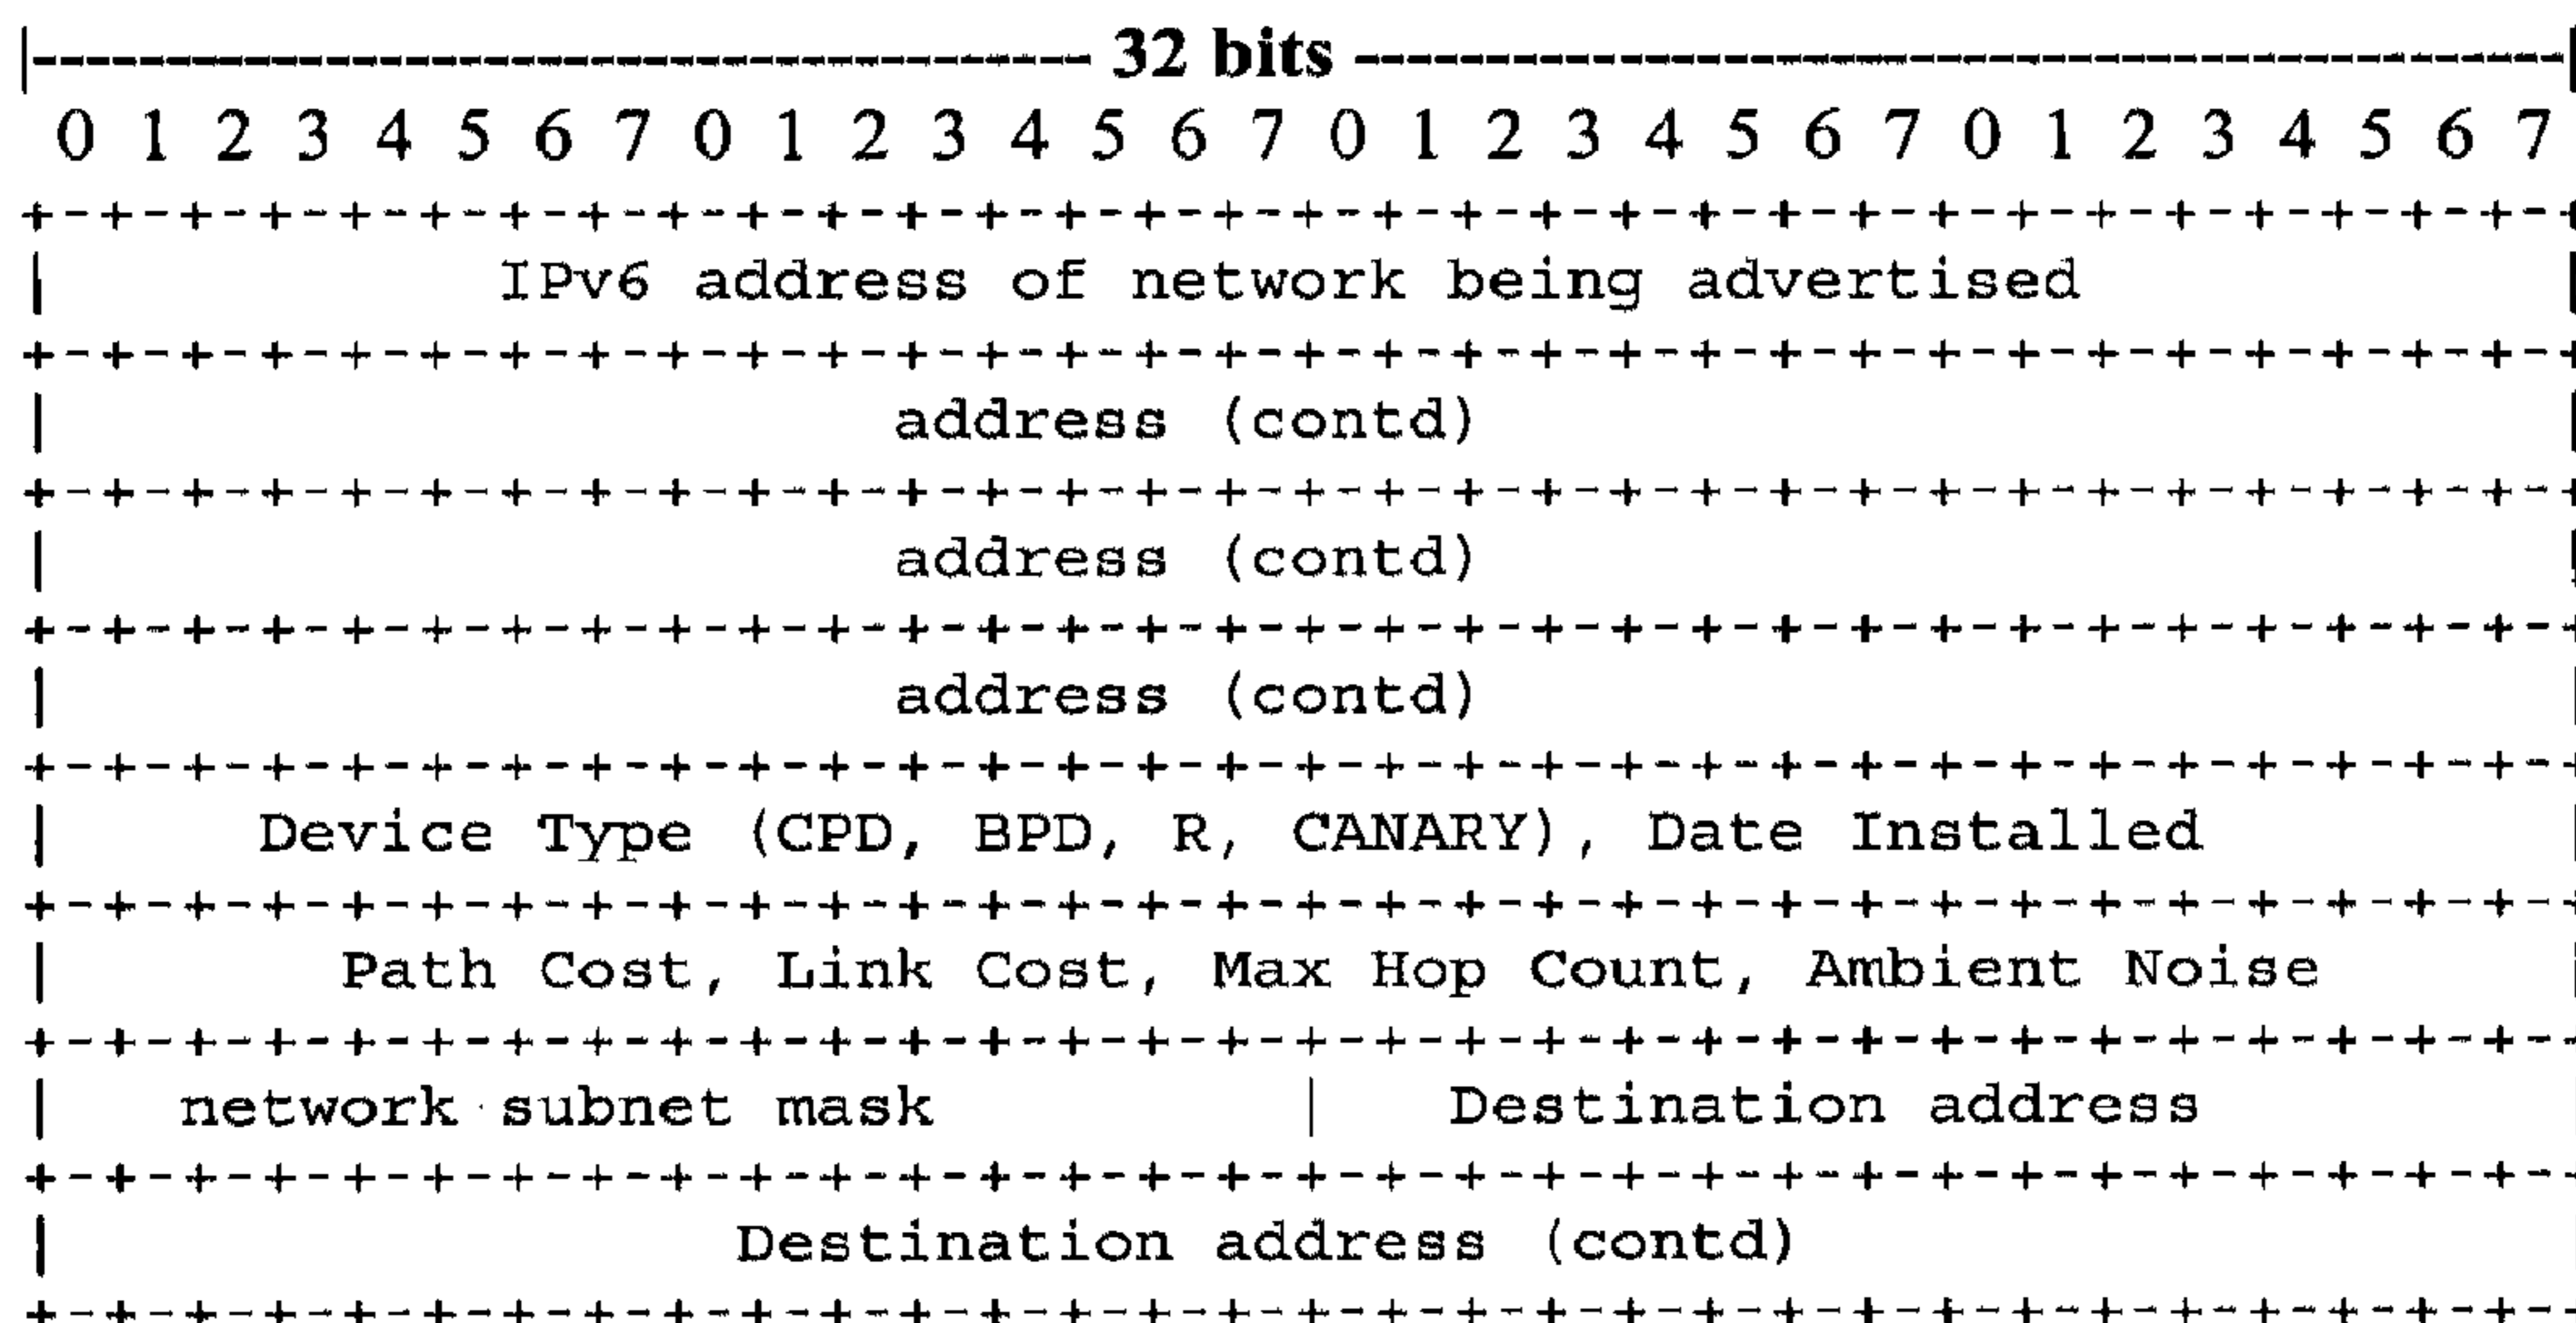 |---------------------------------------- 32 bits ----------------------------------------------|
0 1 2 3 4 5 6 7 0 1 2 3 4 5 6 7 0 1 2 3 4 5 6 7 0 1 2 3 4 5 6 7
+-+-+-+-+-+-+-+-+-+-+-+-+-+-+-+-+-+-+-+-+-+-+-+-+-+-+-+-+-+-+-+-+
| IPv6 address of network being advertised |
+-+-+-+-+-+-+-+-+-+-+-+-+-+-+-+-+-+-+-+-+-+-+-+-+-+-+-+-+-+-+-+-+
| address (contd) |
+-+-+-+-+-+-+-+-+-+-+-+-+-+-+-+-+-+-+-+-+-+-+-+-+-+-+-+-+-+-+-+-+
| address (contd) |
+-+-+-+-+-+-+-+-+-+-+-+-+-+-+-+-+-+-+-+-+-+-+-+-+-+-+-+-+-+-+-+-+
| address (contd) |
+-+-+-+-+-+-+-+-+-+-+-+-+-+-+-+-+-+-+-+-+-+-+-+-+-+-+-+-+-+-+-+-+
| Device Type (CPD, BPD, R, CANARY), Date Installed
+-+-+-+-+-+-+-+-+-+-+-+-+-+-+-+-+-+-+-+-+-+-+-+-+-+-+-+-+-+-+-+-+
| Path Cost, Link Cost, Max Hop Count, Ambient Noise |
+-+-+-+-+-+-+-+-+-+-+-+-+-+-+-+-+-+-+-+-+-+-+-+-+-+-+-+-+-+-+-+-+
| network subnet mask | Destination address |
+-+-+-+-+-+-+-+-+-+-+-+-+-+-+-+-+-+-+-+-+-+-+-+-+-+-+-+-+-+-+-+-+
| Destination address (contd) |
+-+-+-+-+-+-+-+-+-+-+-+-+-+-+-+-+-+-+-+-+-+-+-+-+-+-+-+-+-+-+-+-+